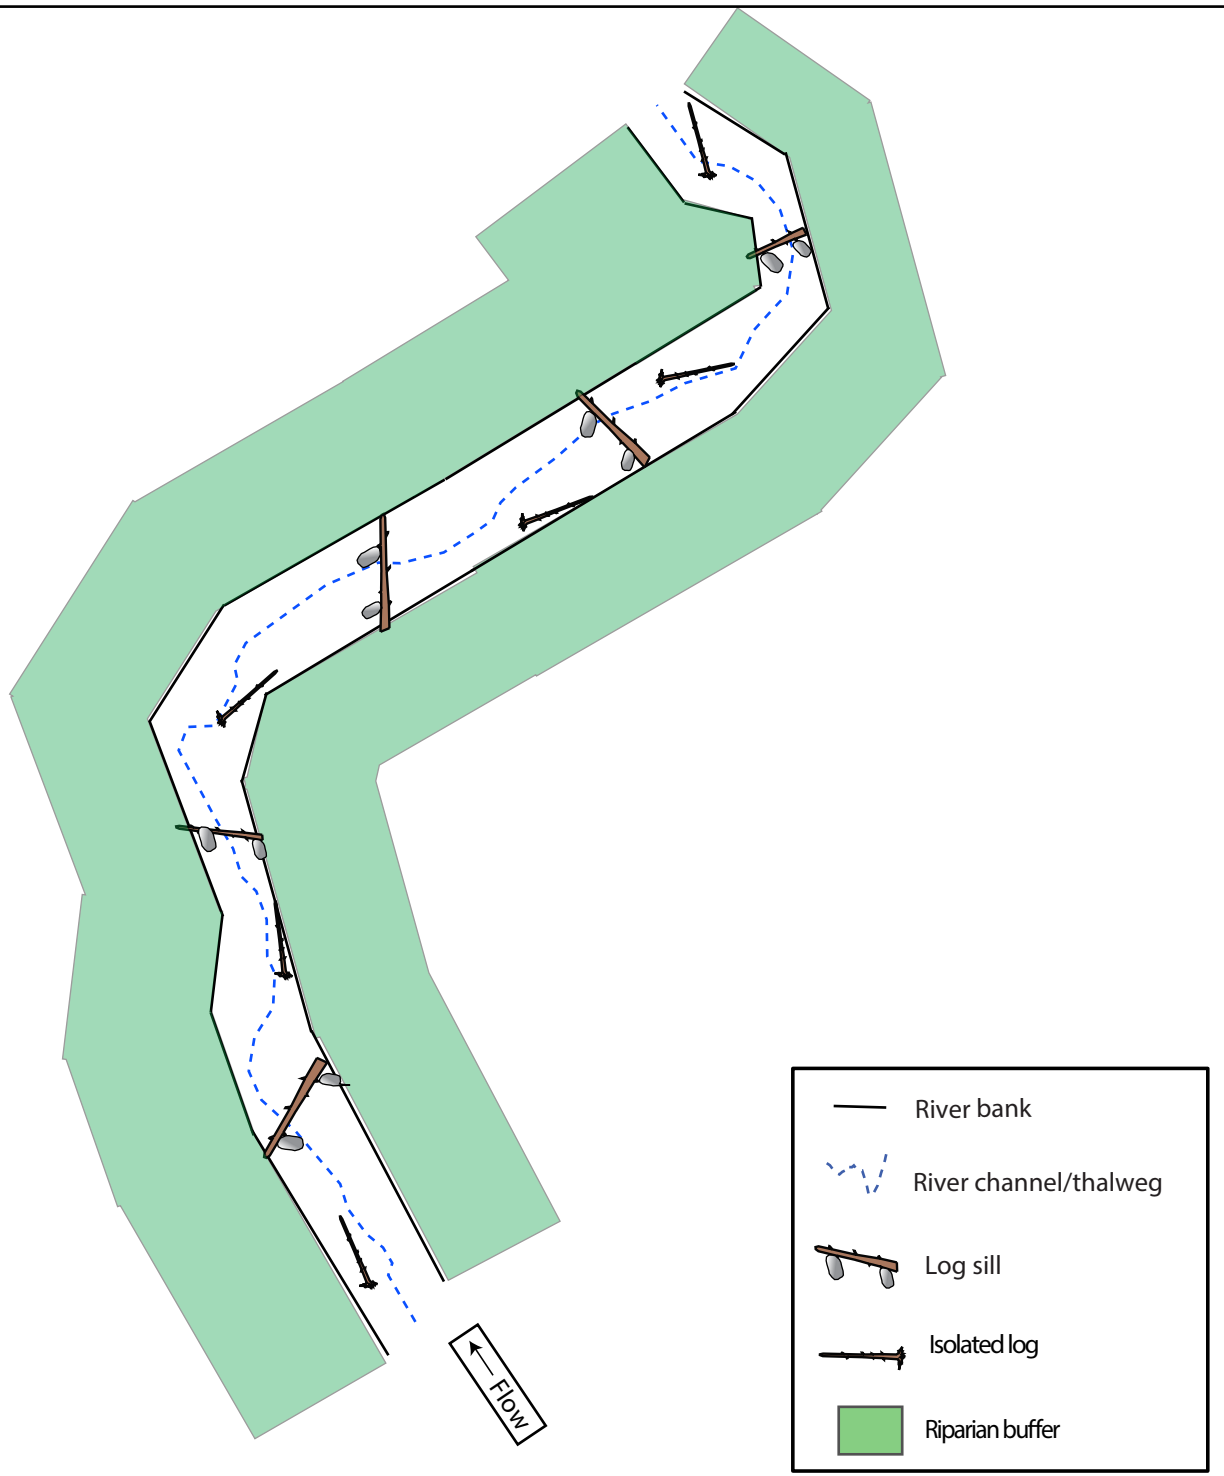 River bank
River channel/thalweg
Log sill
Isolated log
Riparian buffer
Flow